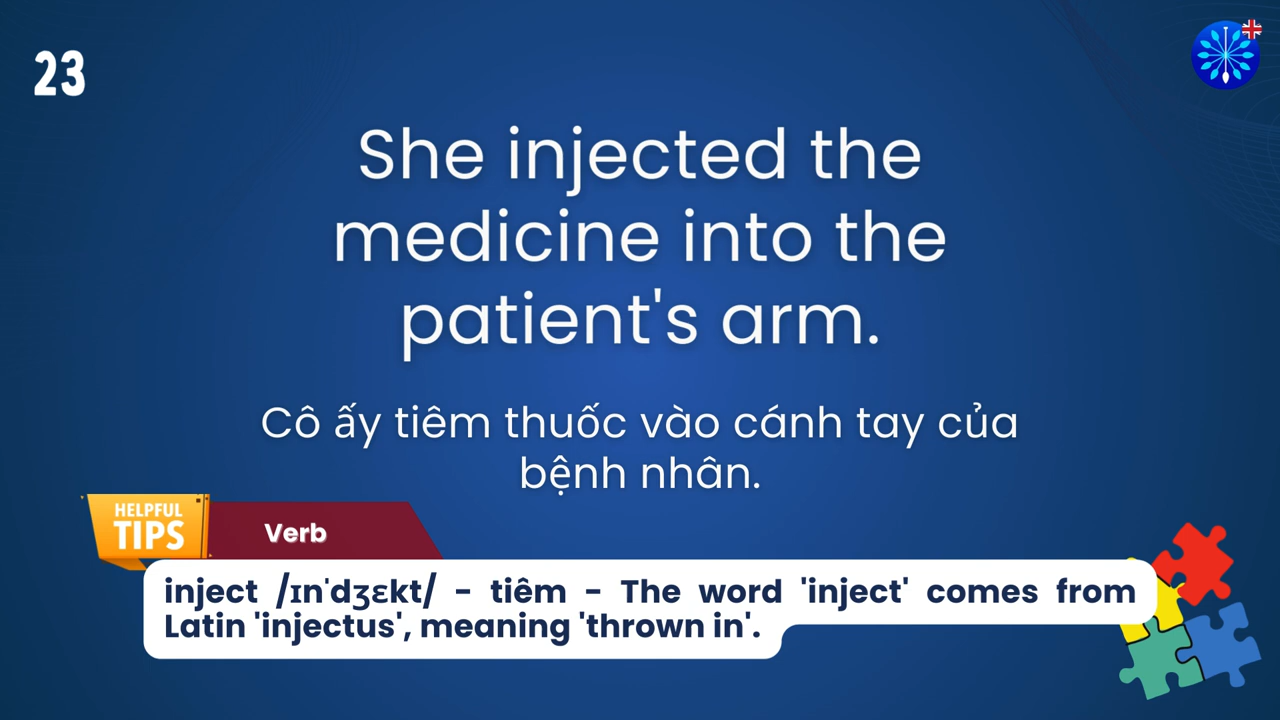 23
She injected the
medicine into the
patient's arm.
Cô ấy tiêm thuốc vào cánh tay của
bệnh nhân.
HELPFUL
TIPS
Verb
inject /ɪnˈdʒɛkt/ - tiêm - The word 'inject' comes from
Latin 'injectus', meaning 'thrown in'.